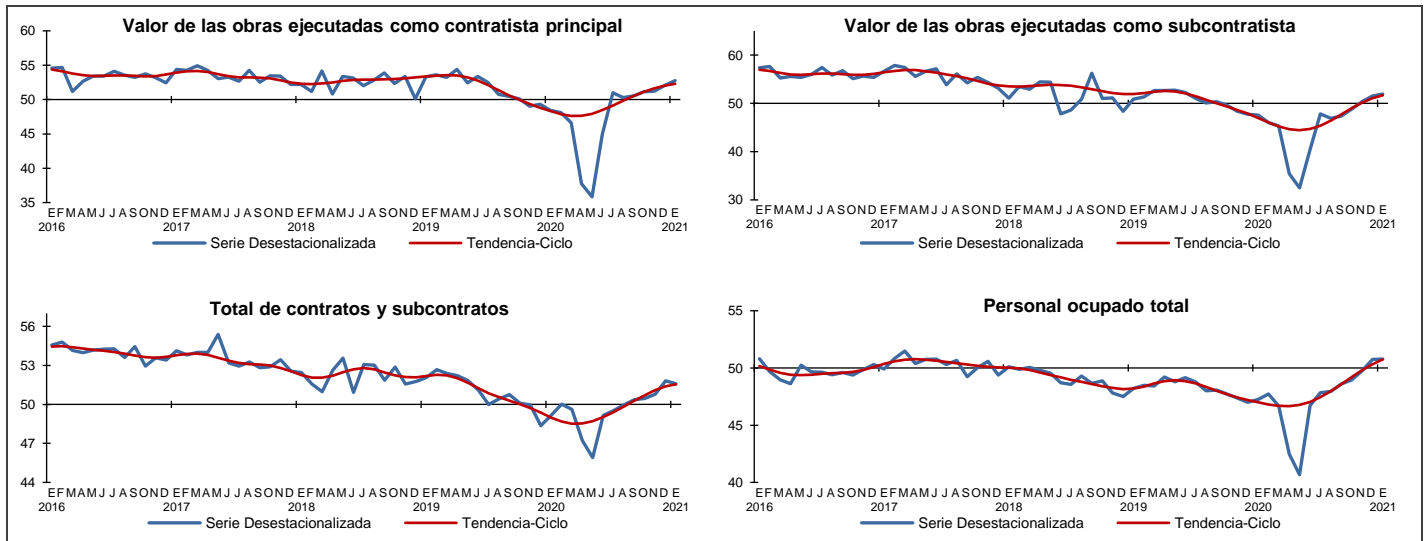 Valor de las obras ejecutadas como contratista principal
60
55
50
45
40
35
E F M A M J J A S O N D E F M A M J J A S O N D E F M A M J J A S O N D E F M A M J J A S O N D E F M A M J J A S O N D E
2016 2017 2018 2019 2020 2021
Serie Desestacionalizada Tendencia-Ciclo
Valor de las obras ejecutadas como subcontratista
60
50
40
30
E F M A M J J A S O N D E F M A M J J A S O N D E F M A M J J A S O N D E F M A M J J A S O N D E F M A M J J A S O N D E
2016 2017 2018 2019 2020 2021
Serie Desestacionalizada Tendencia-Ciclo
Total de contratos y subcontratos
56
53
50
47
44
E F M A M J J A S O N D E F M A M J J A S O N D E F M A M J J A S O N D E F M A M J J A S O N D E F M A M J J A S O N D E
2016 2017 2018 2019 2020 2021
Serie Desestacionalizada Tendencia-Ciclo
Personal ocupado total
55
50
45
40
E F M A M J J A S O N D E F M A M J J A S O N D E F M A M J J A S O N D E F M A M J J A S O N D E F M A M J J A S O N D E
2016 2017 2018 2019 2020 2021
Serie Desestacionalizada Tendencia-Ciclo